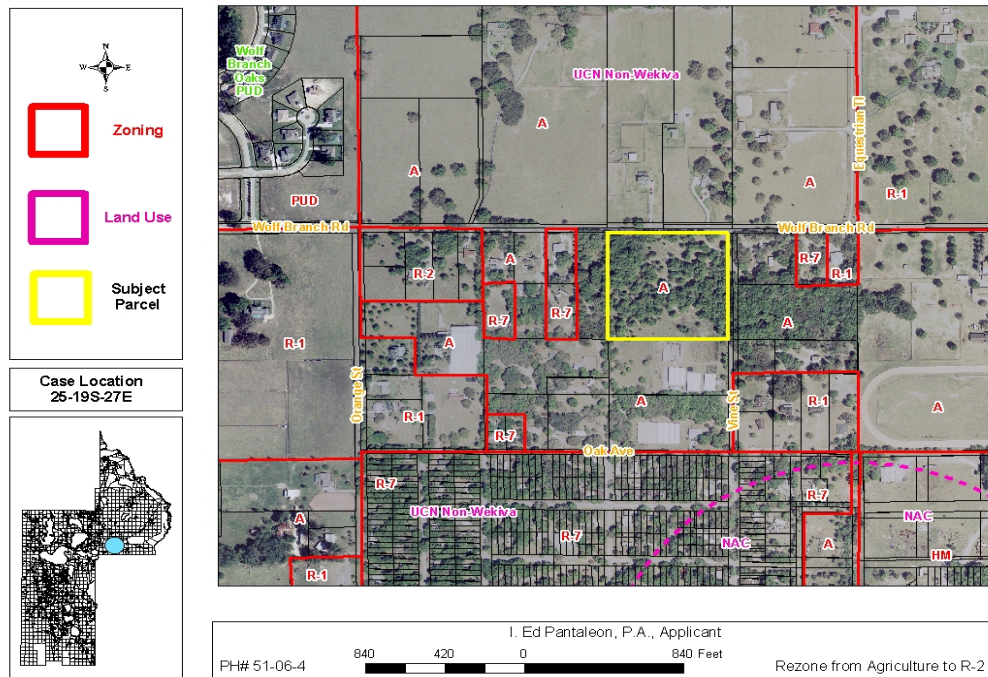 N
W
E
S
Zoning
Land Use
Subject
Parcel
Case Location
25-19S-27E
Wolf
Branch
Oaks
PUD
UCN Non-Wekiva
A
A
A
Equestrian Tl
R-1
PUD
Wolf Branch Rd
Wolf Branch Rd
R-2
A
R-7
R-1
A
R-7
R-7
A
R-1
A
Orange St
R-1
A
Vine St
R-1
A
R-7
Oak Ave
R-7
UCN Non-Wekiva
R-7
R-7
NAC
NAC
A
A
HM
R-1
I. Ed Pantaleon, P.A., Applicant
PH# 51-06-4
840 420 0 840 Feet
Rezone from Agriculture to R-2